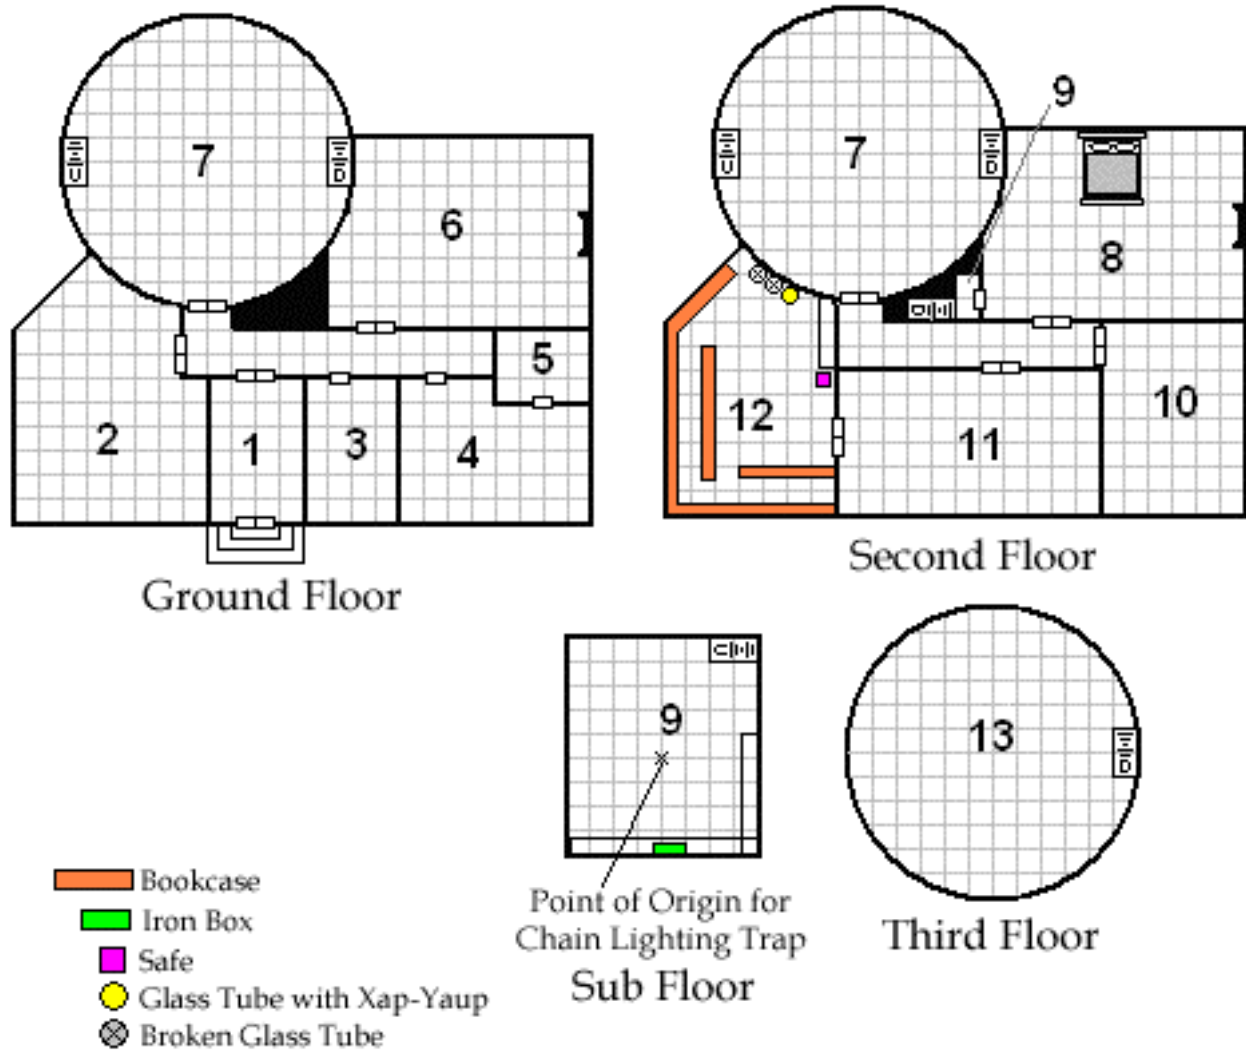 7
U
D
6
5
2
1
3
4
Ground Floor
9
7
U
D
8
D
12
11
10
Second Floor
U
9
Point of Origin for
Chain Lighting Trap
Sub Floor
13
D
Third Floor
Bookcase
Iron Box
Safe
Glass Tube with Xap-Yaup
Broken Glass Tube